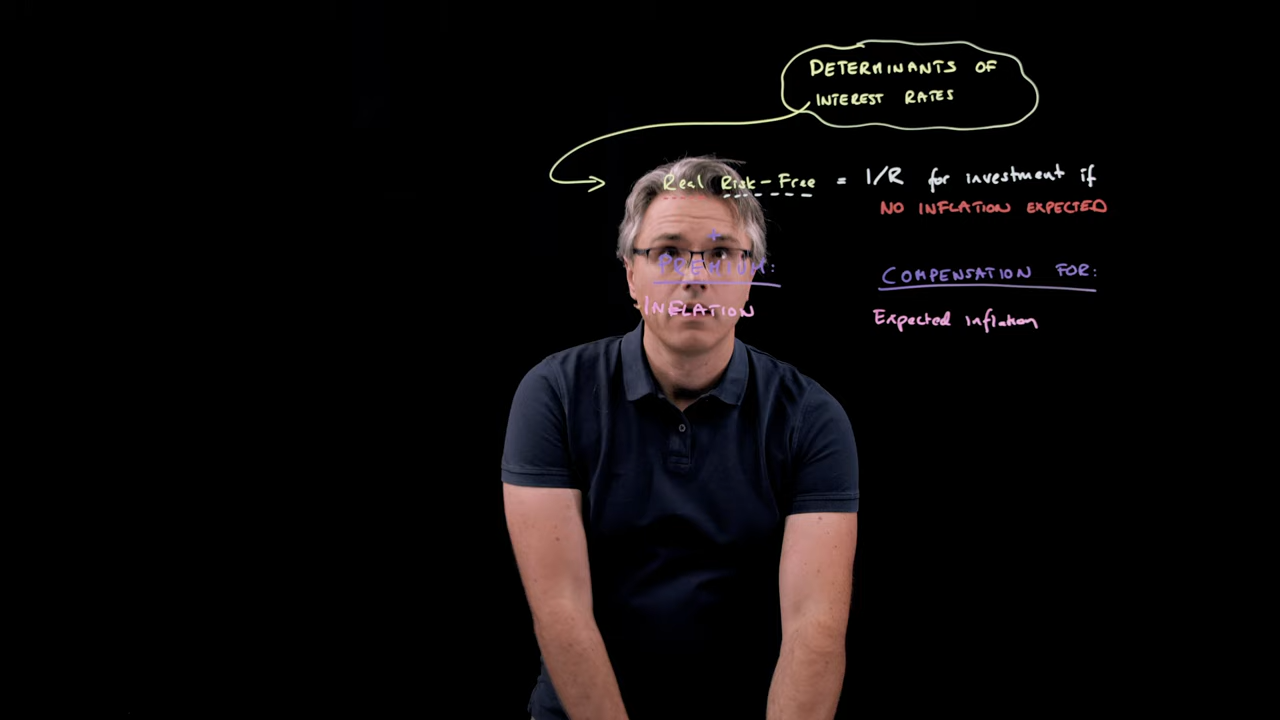 DETERMINANTS OF
INTEREST RATES
Real Risk-Free = I/R for investment if
NO INFLATION EXPECTED
+
PREMIUM: COMPENSATION FOR:
INFLATION Expected inflation